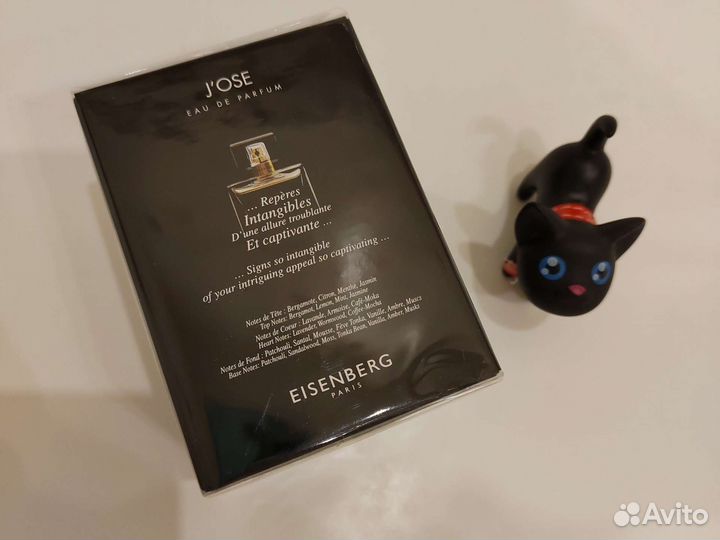 J'OSE
EAU DE PARFUM
... Repères
Intangibles
D'une allure troublante
Et captivante ...
... Signs so intangible
of your intriguing appeal so captivating ...
Notes de Tête : Bergamote, Citron, Menthe, Jasmin
Top Notes: Bergamot, Lemon, Mint, Jasmine
Notes de Coeur : Lavande, Armoise, Café-Moka
Heart Notes: Lavender, Wormwood, Coffee-Mocha
Notes de Fond : Patchouli, Santal, Mousse, Fève Tonka, Vanille, Ambre, Muscs
Base Notes: Patchouli, Sandalwood, Moss, Tonka Bean, Vanilla, Amber, Musks
EISENBERG
PARIS
Avito